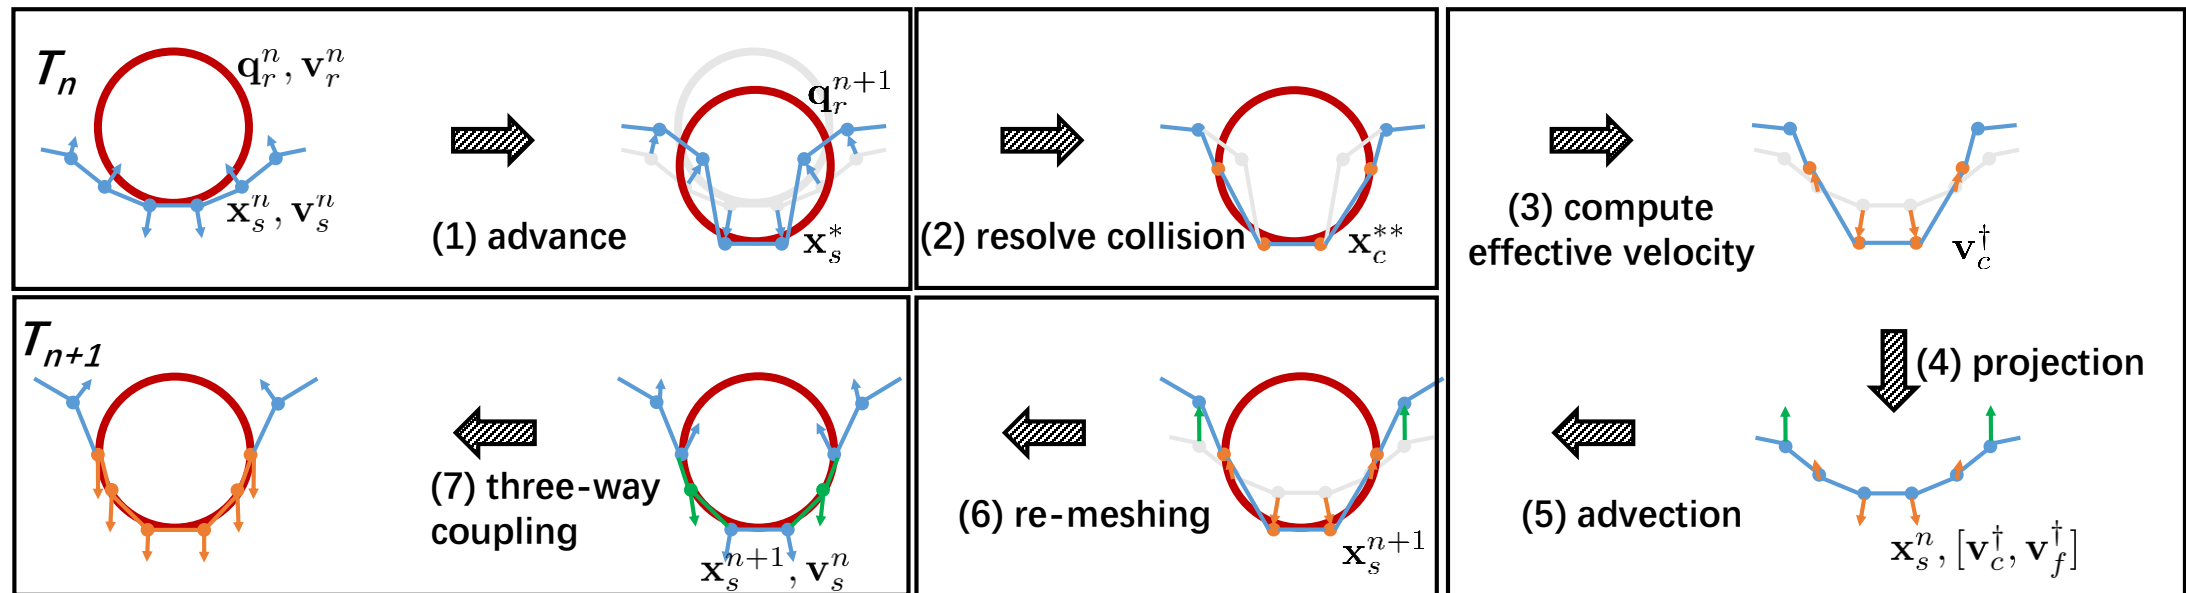 T_n
q_r^n, v_r^n
x_s^n, v_s^n
(1) advance
q_r^{n+1}
x_s^*
(2) resolve collision
x_c^{**}
(3) compute
effective velocity
v_c^†
(4) projection
x_s^n, [v_c^†, v_f^†]
(5) advection
(6) re-meshing
x_s^{n+1}
(7) three-way
coupling
x_s^{n+1}, v_s^n
T_{n+1}